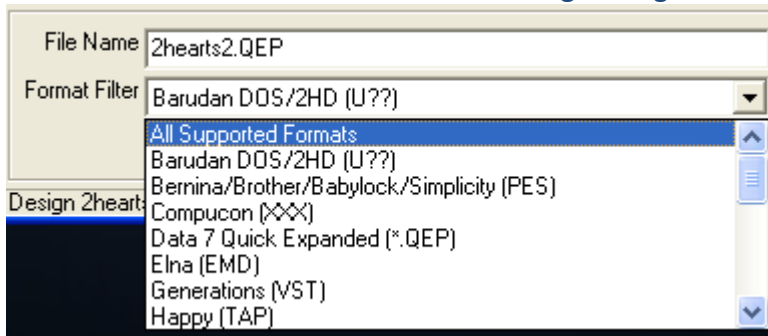 File Name 2hearts2.QEP
Format Filter Barudan DOS/2HD (U??)
All Supported Formats
Barudan DOS/2HD (U??)
Bernina/Brother/Babylock/Simplicity (PES)
Design 2heart
Compucon (XXX)
Data 7 Quick Expanded (*.QEP)
Elna (EMD)
Generations (VST)
Happy (TAP)